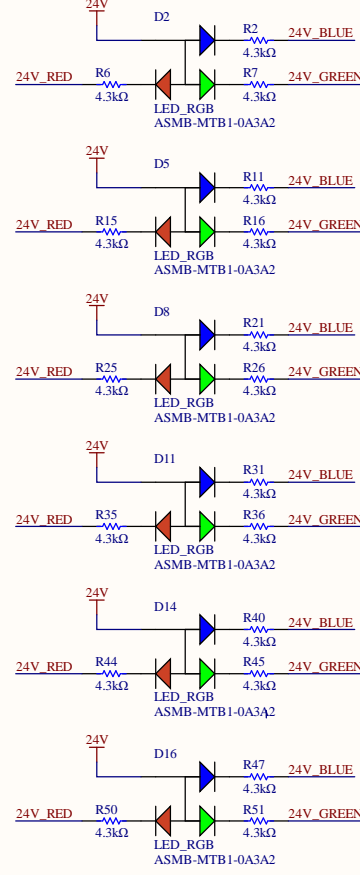 24V
D2
R2
24V_BLUE
4.3kΩ
24V_RED
R6
R7
24V_GREEN
4.3kΩ
4.3kΩ
LED_RGB
ASMB-MTB1-0A3A2
24V
D5
R11
24V_BLUE
4.3kΩ
24V_RED
R15
R16
24V_GREEN
4.3kΩ
4.3kΩ
LED_RGB
ASMB-MTB1-0A3A2
24V
D8
R21
24V_BLUE
4.3kΩ
24V_RED
R25
R26
24V_GREEN
4.3kΩ
4.3kΩ
LED_RGB
ASMB-MTB1-0A3A2
24V
D11
R31
24V_BLUE
4.3kΩ
24V_RED
R35
R36
24V_GREEN
4.3kΩ
4.3kΩ
LED_RGB
ASMB-MTB1-0A3A2
24V
D14
R40
24V_BLUE
4.3kΩ
24V_RED
R44
R45
24V_GREEN
4.3kΩ
4.3kΩ
LED_RGB
ASMB-MTB1-0A3A2
24V
D16
R47
24V_BLUE
4.3kΩ
24V_RED
R50
R51
24V_GREEN
4.3kΩ
4.3kΩ
LED_RGB
ASMB-MTB1-0A3A2